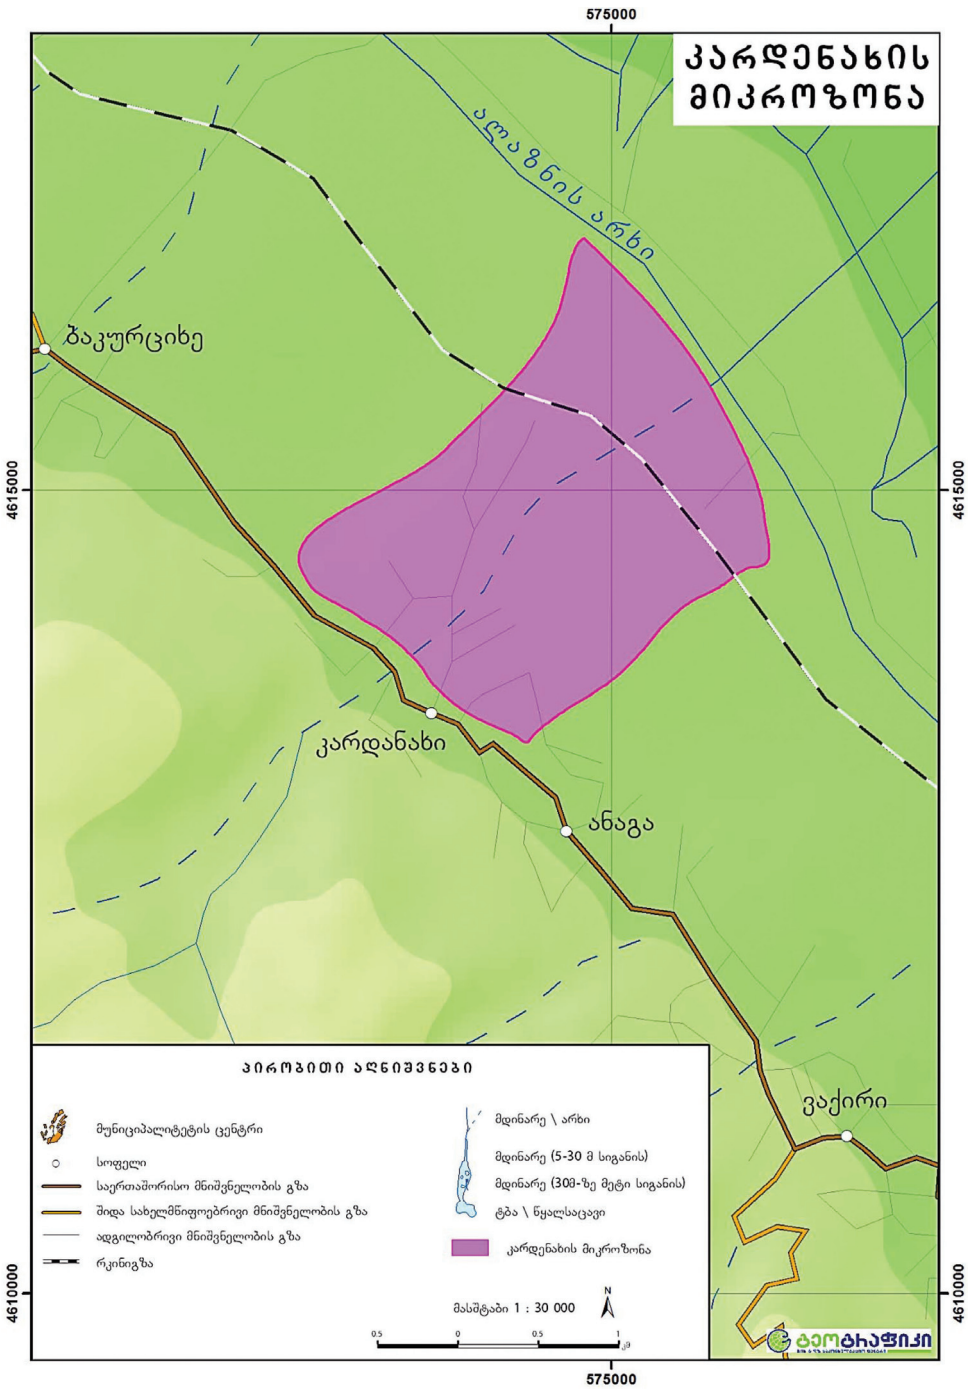 575000
ᲙᲐᲠᲓᲔᲜᲐᲮᲘᲡ
ᲛᲘᲙᲠᲝᲖᲝᲜᲐ
ალაზნის არხი
ბაკურციხე
4615000
4615000
კარდანახი
ანაგა
ვაქირი
ᲞᲘᲠᲝᲑᲘᲗᲘ ᲐᲦᲜᲘᲨᲕᲜᲔᲑᲘ
მუნიციპალიტეტის ცენტრი
სოფელი
საერთაშორისო მნიშვნელობის გზა
შიდა სახელმწიფოებრივი მნიშვნელობის გზა
ადგილობრივი მნიშვნელობის გზა
რკინიგზა
მდინარე \ არხი
მდინარე (5-30 მ სიგანის)
მდინარე (30მ-ზე მეტი სიგანის)
ტბა \ წყალსაცავი
კარდენახის მიკროზონა
მასშტაბი 1 : 30 000
N
0.5 0 0.5 1
კმ
4610000
4610000
ᲒᲔᲝᲒᲠᲐᲤᲘᲙᲘ
575000